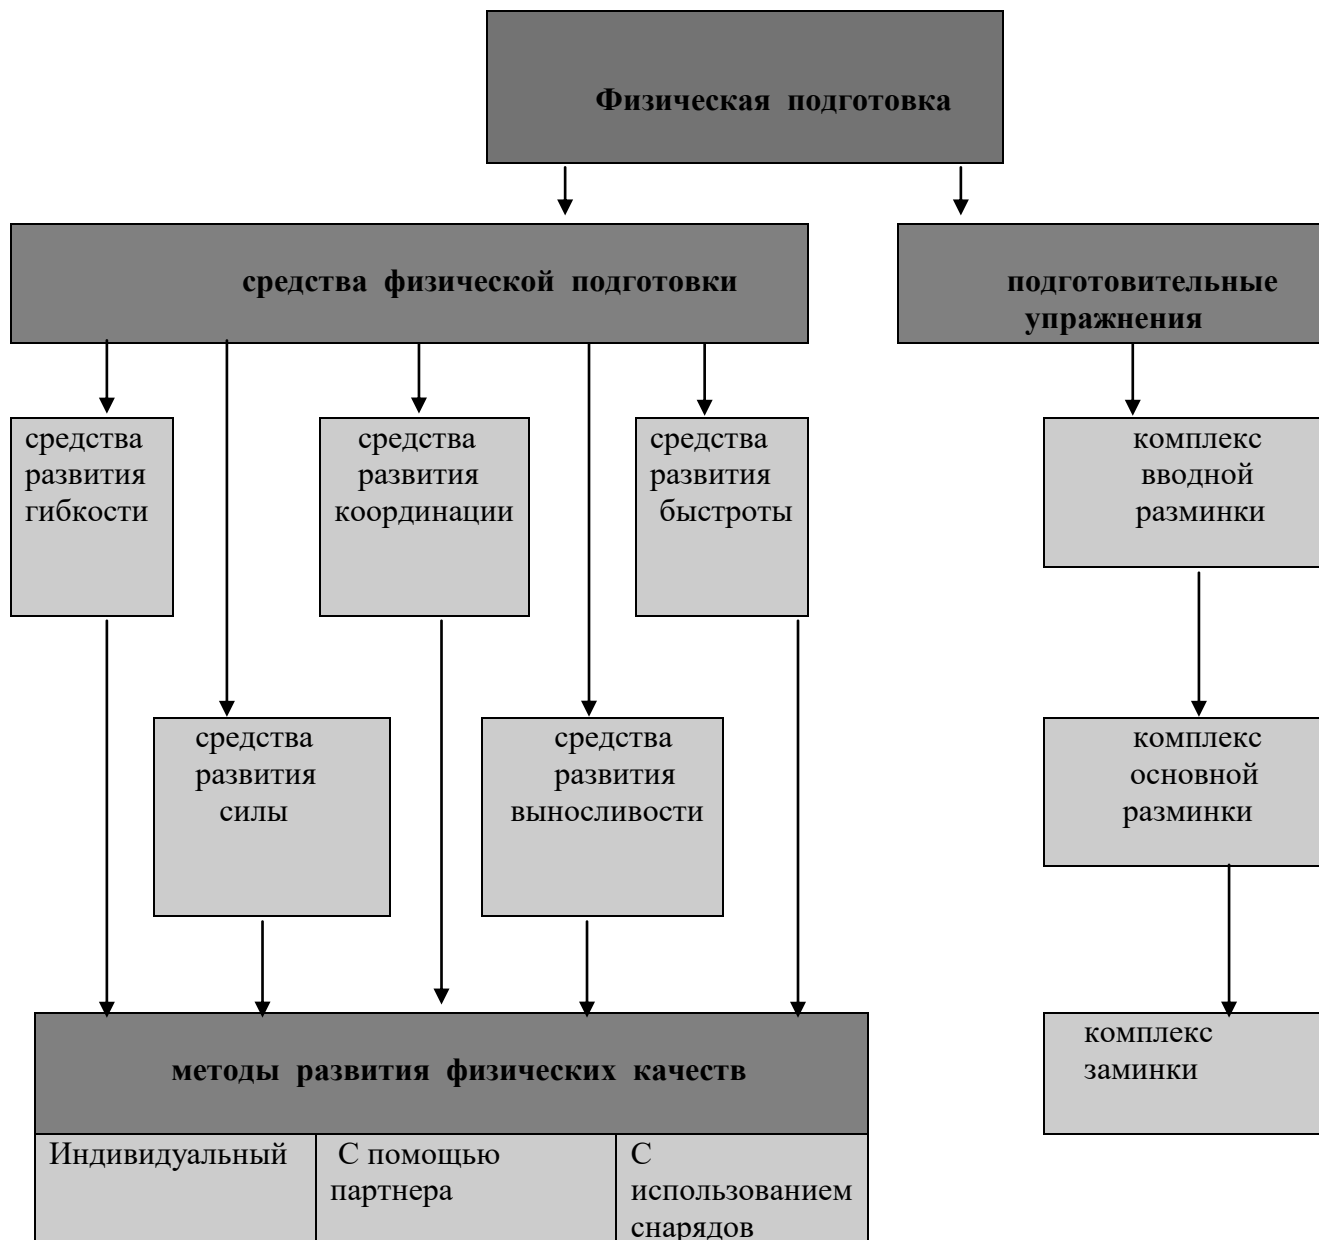 Физическая подготовка
средства физической подготовки
подготовительные
упражнения
средства
развития
гибкости
средства
развития
координации
средства
развития
быстроты
комплекс
вводной
разминки
средства
развития
силы
средства
развития
выносливости
комплекс
основной
разминки
методы развития физических качеств
комплекс
заминки
Индивидуальный
С помощью
партнера
С
использованием
снарядов